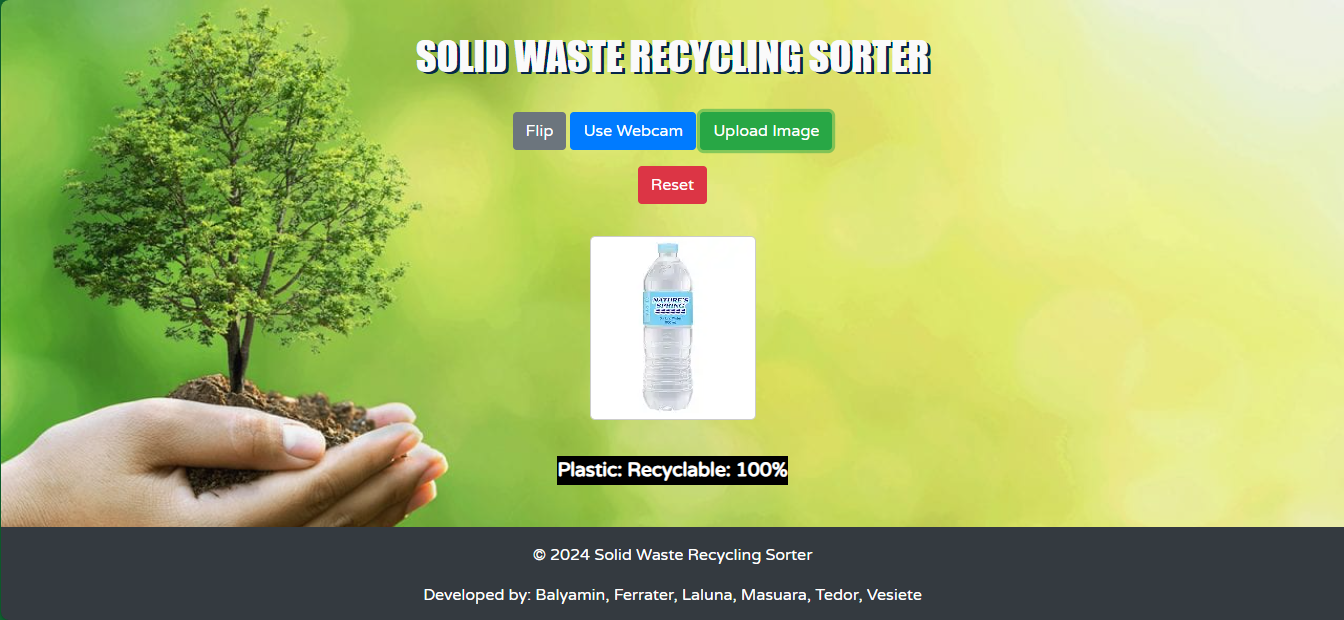 SOLID WASTE RECYCLING SORTER
Flip Use Webcam Upload Image
Reset
NATURE'S
SPRING
Plastic: Recyclable: 100%
© 2024 Solid Waste Recycling Sorter
Developed by: Balyamin, Ferrater, Laluna, Masuara, Tedor, Vesiete